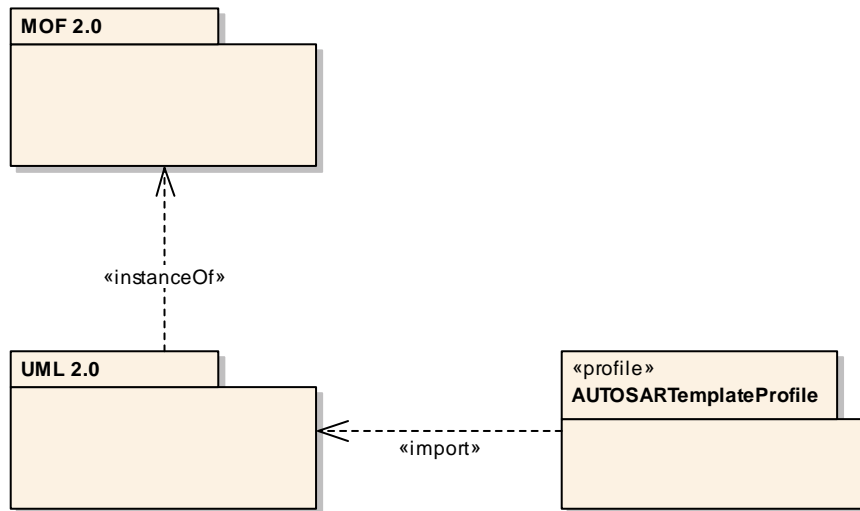 MOF 2.0
«instanceOf»
UML 2.0
«profile»
AUTOSARTemplateProfile
«import»